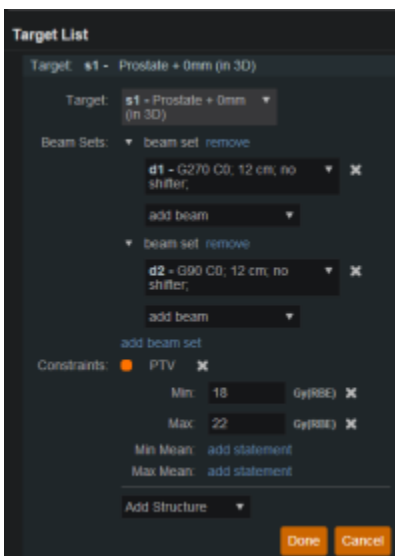 Target List
Target: s1 - Prostate + 0mm (in 3D)
Target: s1 - Prostate + 0mm
(in 3D)
Beam Sets: beam set remove
d1 - G270 C0; 12 cm; no
shifter;
add beam
beam set remove
d2 - G90 C0; 12 cm; no
shifter;
add beam
add beam set
Constraints: PTV
Min: 18 Gy(RBE)
Max: 22 Gy(RBE)
Min Mean: add statement
Max Mean: add statement
Add Structure
Done Cancel